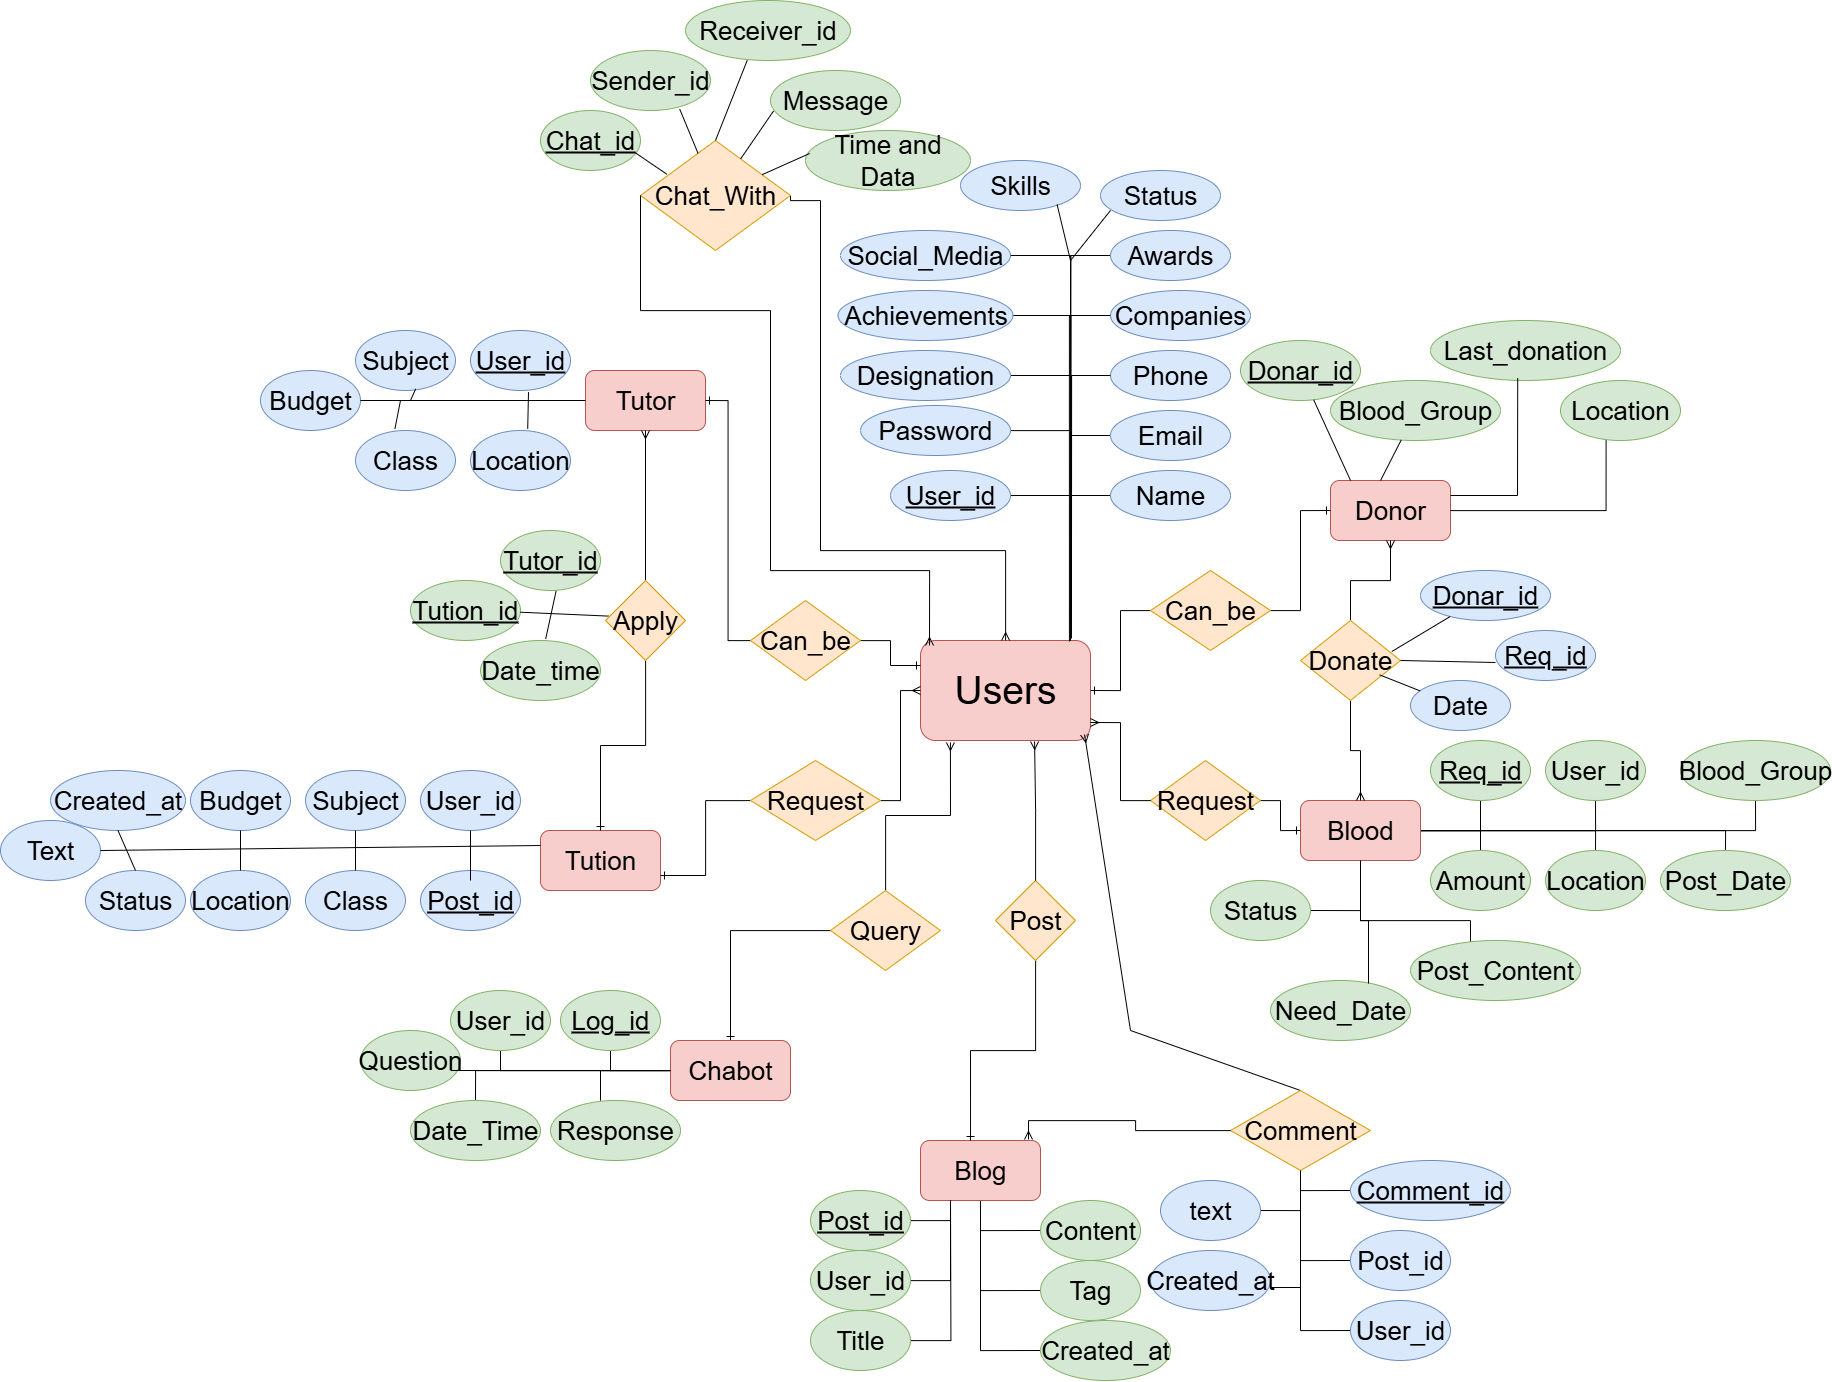 Receiver_id
Sender_id
Message
Chat_id
Time and
Data
Chat_With
Skills
Status
Social_Media
Awards
Achievements
Companies
Designation
Phone
Password
Email
User_id
Name
Subject
User_id
Budget
Tutor
Class
Location
Last_donation
Donar_id
Blood_Group
Location
Donor
Tutor_id
Tution_id
Apply
Date_time
Can_be
Can_be
Users
Donar_id
Donate
Req_id
Date
Created_at
Budget
Subject
User_id
Request
Text
Tution
Status
Location
Class
Post_id
Request
Req_id
User_id
Blood_Group
Blood
Amount
Location
Post_Date
Status
Post_Content
Need_Date
Query
Post
User_id
Log_id
Question
Chabot
Date_Time
Response
Comment
Blog
Post_id
Content
User_id
Tag
Title
Created_at
Comment_id
text
Post_id
Created_at
User_id